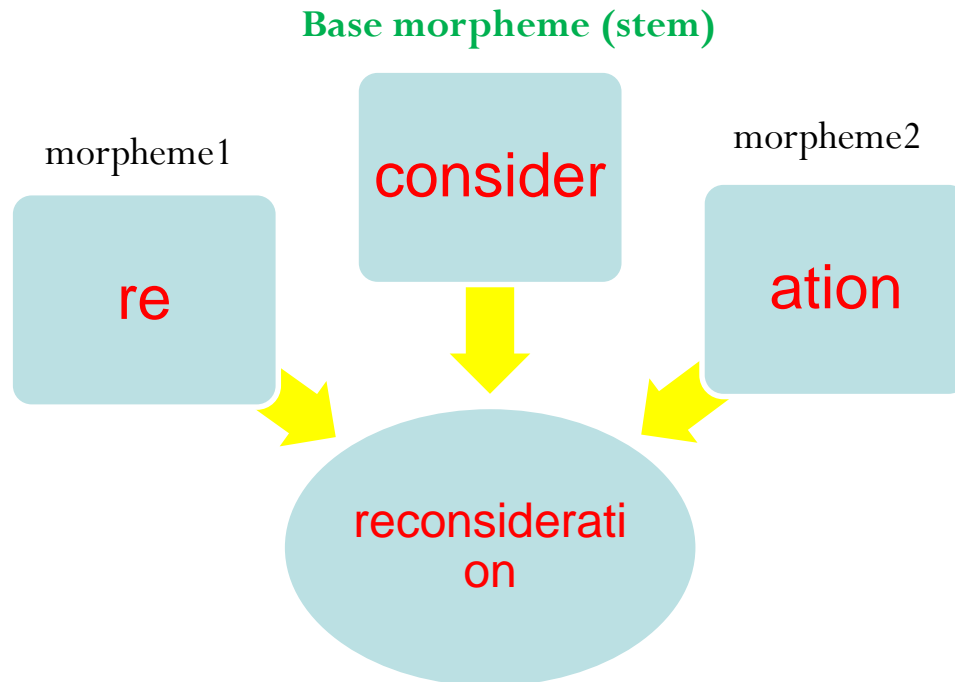 Base morpheme (stem)
morpheme1
consider
morpheme2
re
ation
reconsiderati
on